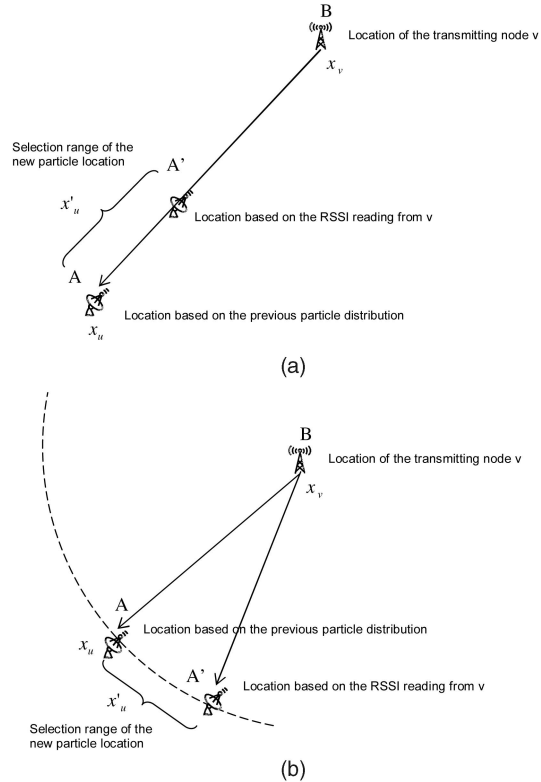 B
Location of the transmitting node v
x_v
Selection range of the
new particle location
A'
x'_u
Location based on the RSSI reading from v
A
Location based on the previous particle distribution
x_u
(a)
B
Location of the transmitting node v
x_v
A
Location based on the previous particle distribution
x_u
A'
Location based on the RSSI reading from v
x'_u
Selection range of the
new particle location
(b)